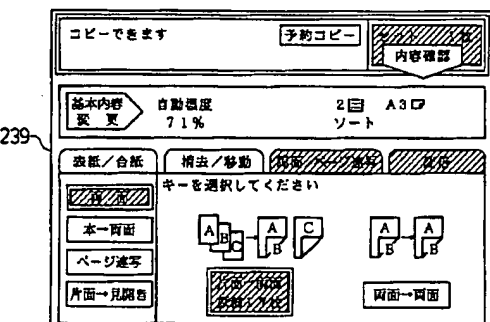 コピーできます
予約コピー
内容確認
基本内容
変更
自動濃度
2 A3
71%
ソート
239
表紙/合紙
消去/移動
キーを選択してください
両面
本→両面
ページ連写
片面→見開き
A B C → A B C
A B → A B
両面→両面